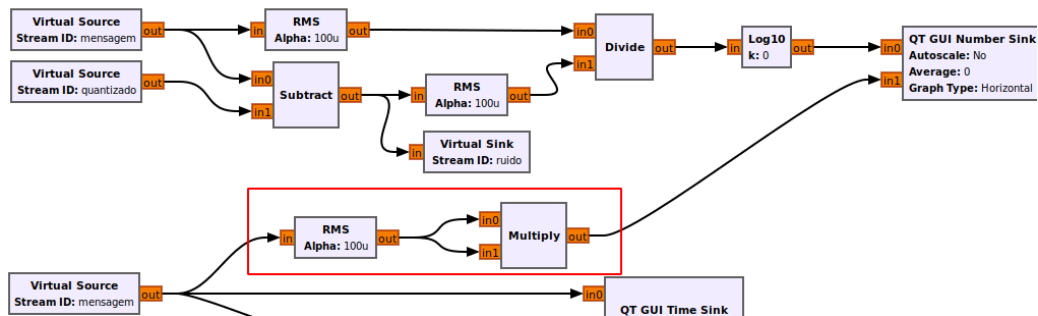 Virtual Source
Stream ID: mensagem
out
in
RMS
Alpha: 100u
out
in0
in1
Divide
out
in
Log10
k: 0
out
in0
in1
QT GUI Number Sink
Autoscale: No
Average: 0
Graph Type: Horizontal
Virtual Source
Stream ID: quantizado
out
in0
in1
Subtract
out
in
RMS
Alpha: 100u
out
in
Virtual Sink
Stream ID: ruido
in
RMS
Alpha: 100u
out
in0
in1
Multiply
out
Virtual Source
Stream ID: mensagem
out
in0
QT GUI Time Sink